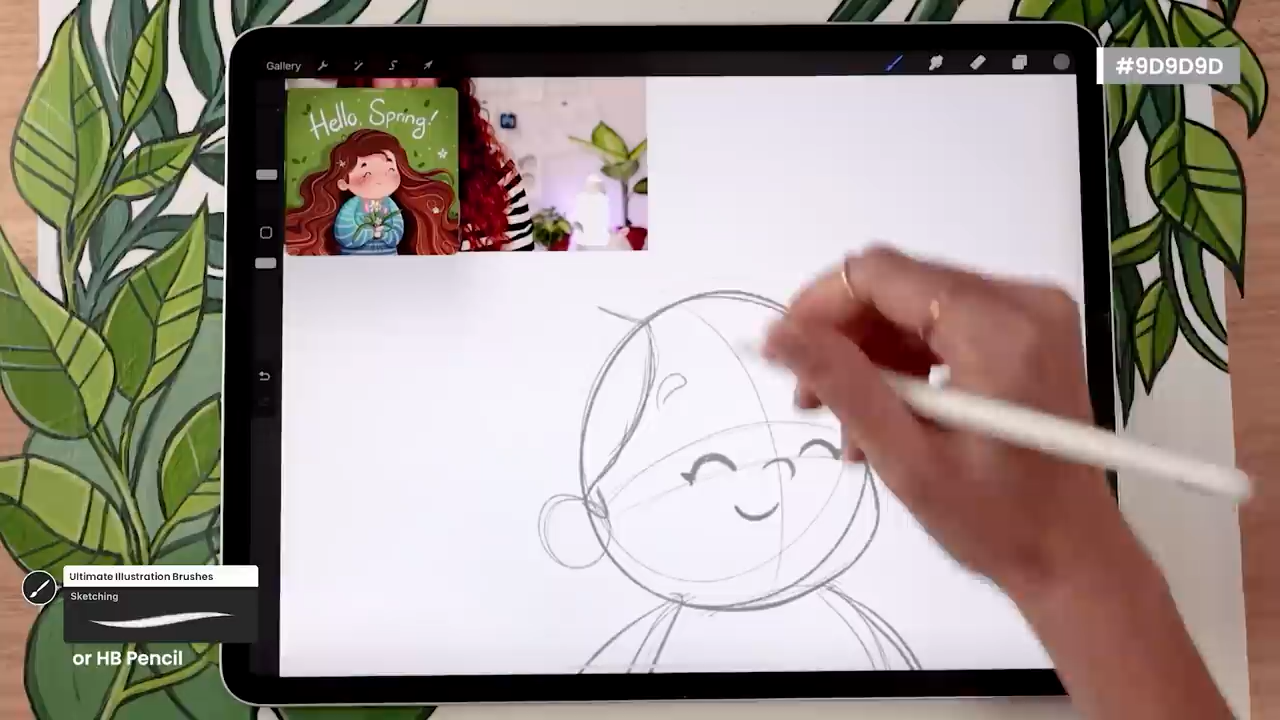 #9D9D9D
Gallery
Hello, Spring!
Ultimate Illustration Brushes
Sketching
or HB Pencil